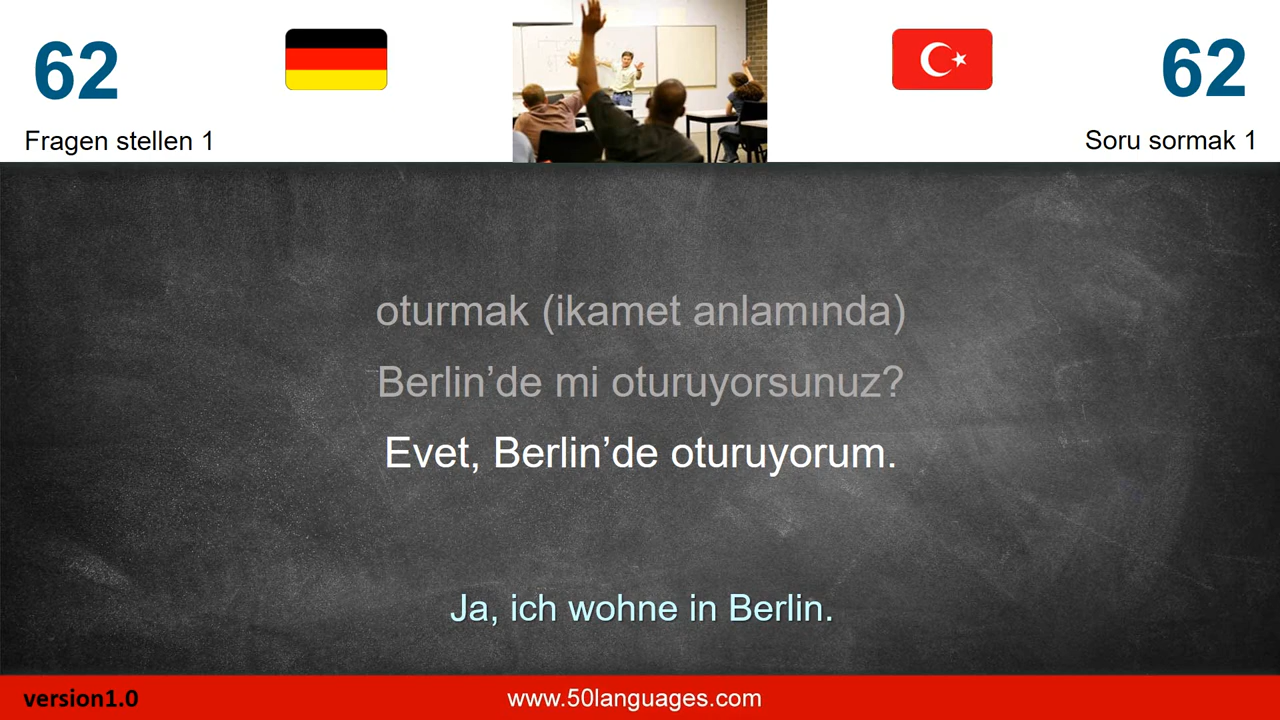 62
62
Fragen stellen 1
Soru sormak 1
oturmak (ikamet anlamında)
Berlin’de mi oturuyorsunuz?
Evet, Berlin’de oturuyorum.
Ja, ich wohne in Berlin.
version1.0
www.50languages.com